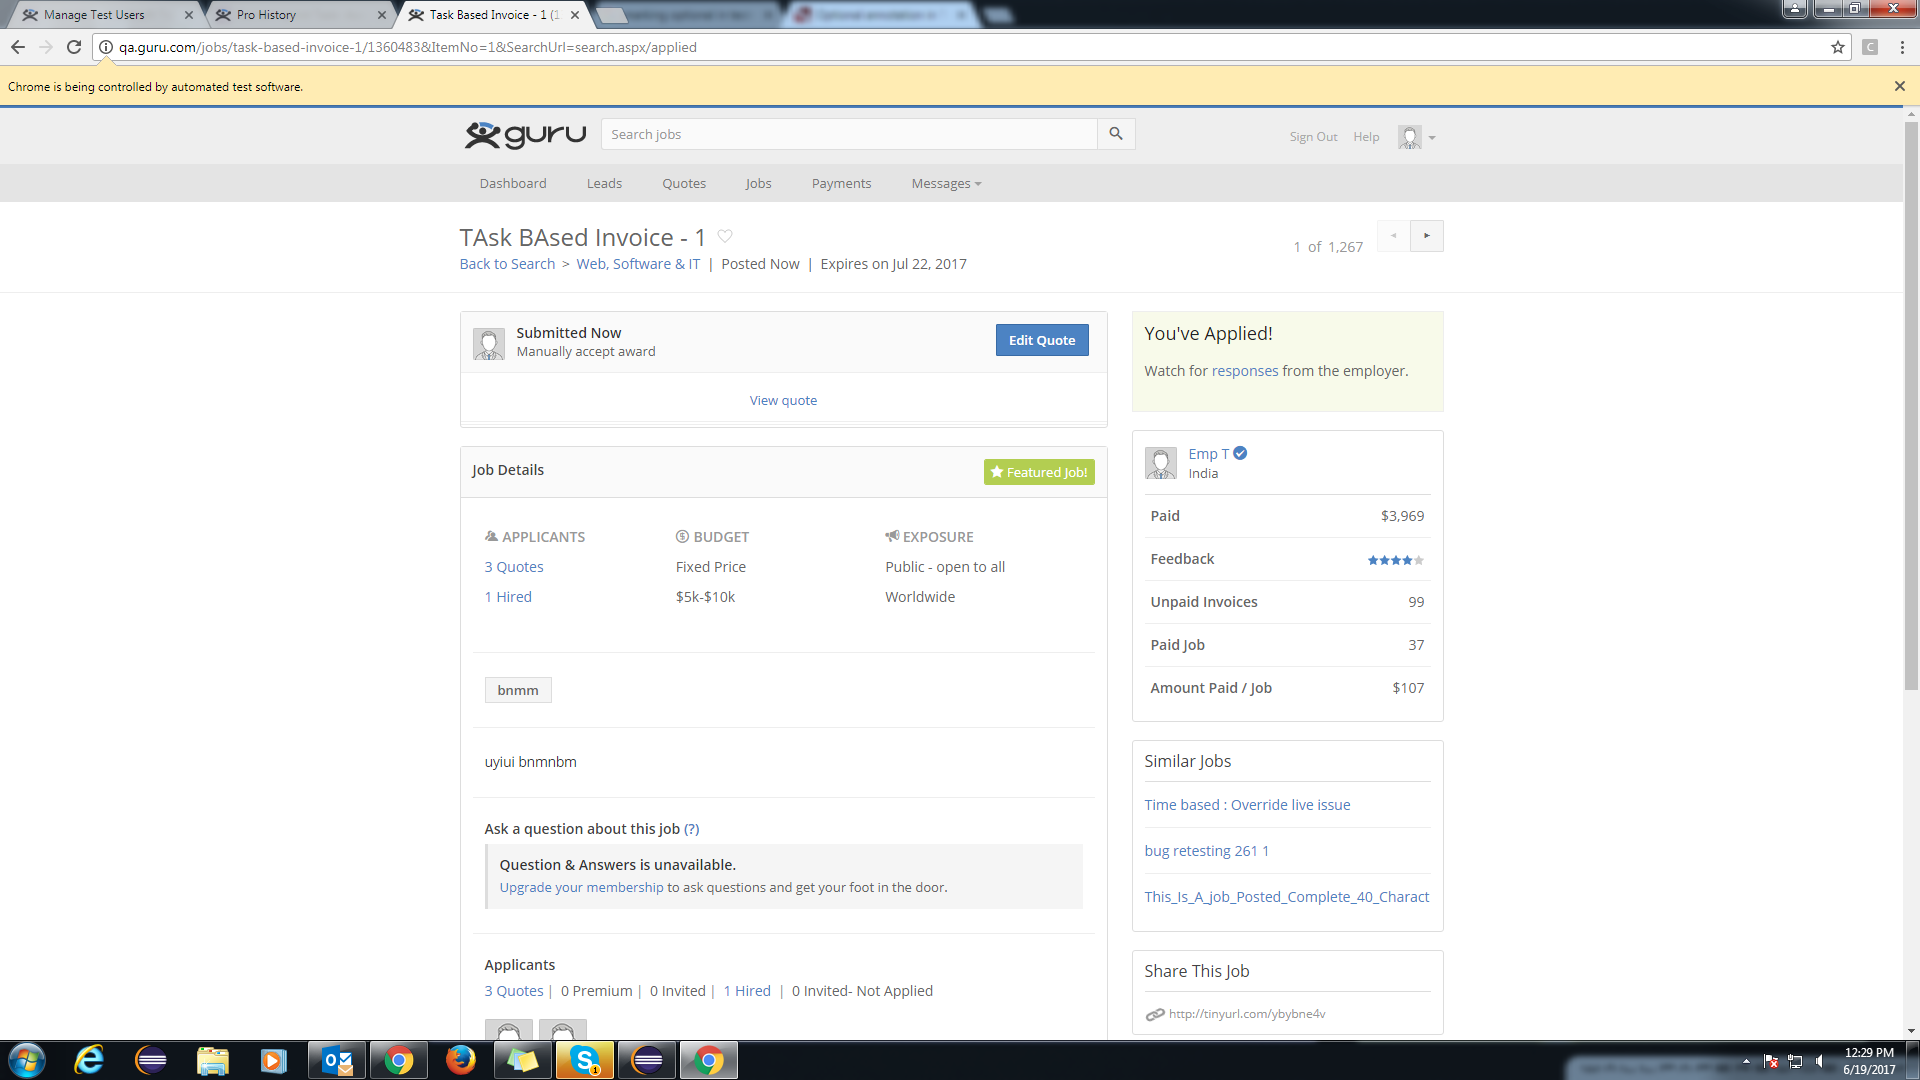 Manage Test Users
Pro History
Task Based Invoice - 1 (1
qa.guru.com/jobs/task-based-invoice-1/1360483&ItemNo=1&SearchUrl=search.aspx/applied
C
Chrome is being controlled by automated test software.
guru
Search jobs
Sign Out Help
Dashboard Leads Quotes Jobs Payments Messages
TAsk BAsed Invoice - 1
1 of 1,267
Back to Search > Web, Software & IT | Posted Now | Expires on Jul 22, 2017
Submitted Now
Manually accept award
Edit Quote
View quote
Job Details
Featured Job!
APPLICANTS BUDGET EXPOSURE
3 Quotes Fixed Price Public - open to all
1 Hired $5k-$10k Worldwide
bnmm
uyiui bnmnbm
Ask a question about this job (?)
Question & Answers is unavailable.
Upgrade your membership to ask questions and get your foot in the door.
Applicants
3 Quotes | 0 Premium | 0 Invited | 1 Hired | 0 Invited- Not Applied
You've Applied!
Watch for responses from the employer.
Emp T
India
Paid $3,969
Feedback
Unpaid Invoices 99
Paid Job 37
Amount Paid / Job $107
Similar Jobs
Time based : Override live issue
bug retesting 261 1
This_Is_A_job_Posted_Complete_40_Charact
Share This Job
http://tinyurl.com/ybybne4v
12:29 PM
6/19/2017